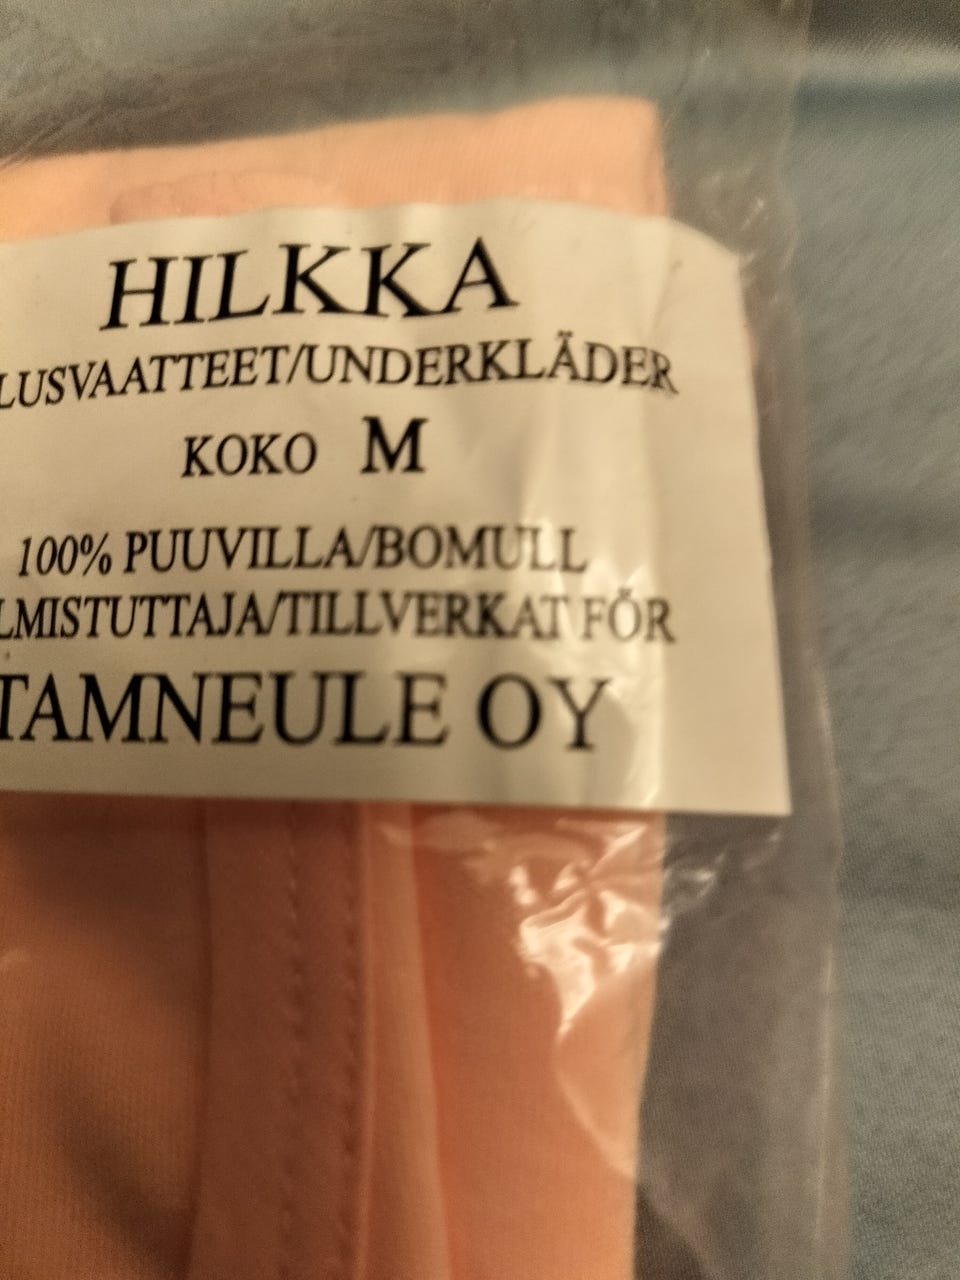 HILKKA
LUSVAATTEET/UNDERKLÄDER
KOKO M
100% PUUVILLA/BOMULL
LMISTUTTAJA/TILLVERKAT FÖR
TAMNEULE OY